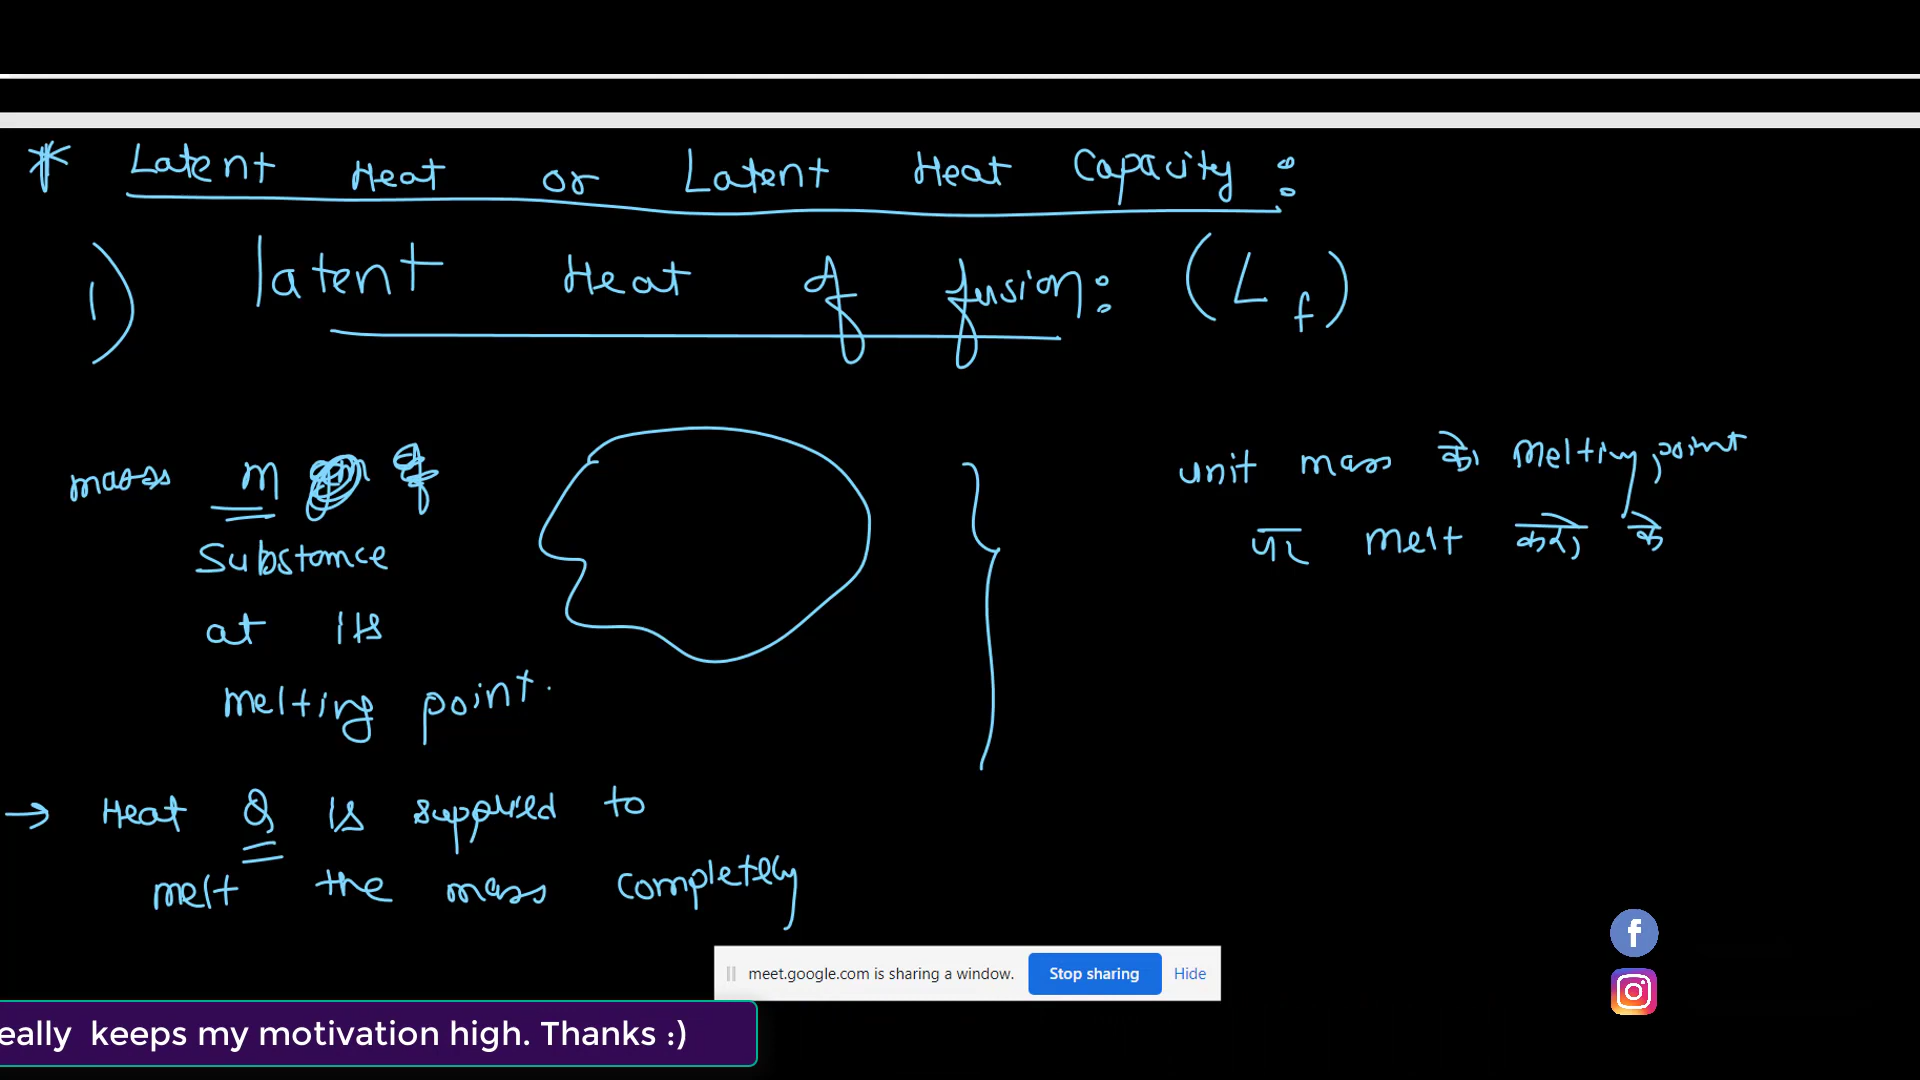 * Latent Heat or Latent Heat Capacity :
1) latent Heat of fusion : (Lf)
mass m of
Substance
at its
melting point.
→ Heat Q is supplied to
melt the mass completely
unit mass को melting point
पर melt करने के
meet.google.com is sharing a window. Stop sharing Hide
eally keeps my motivation high. Thanks :)